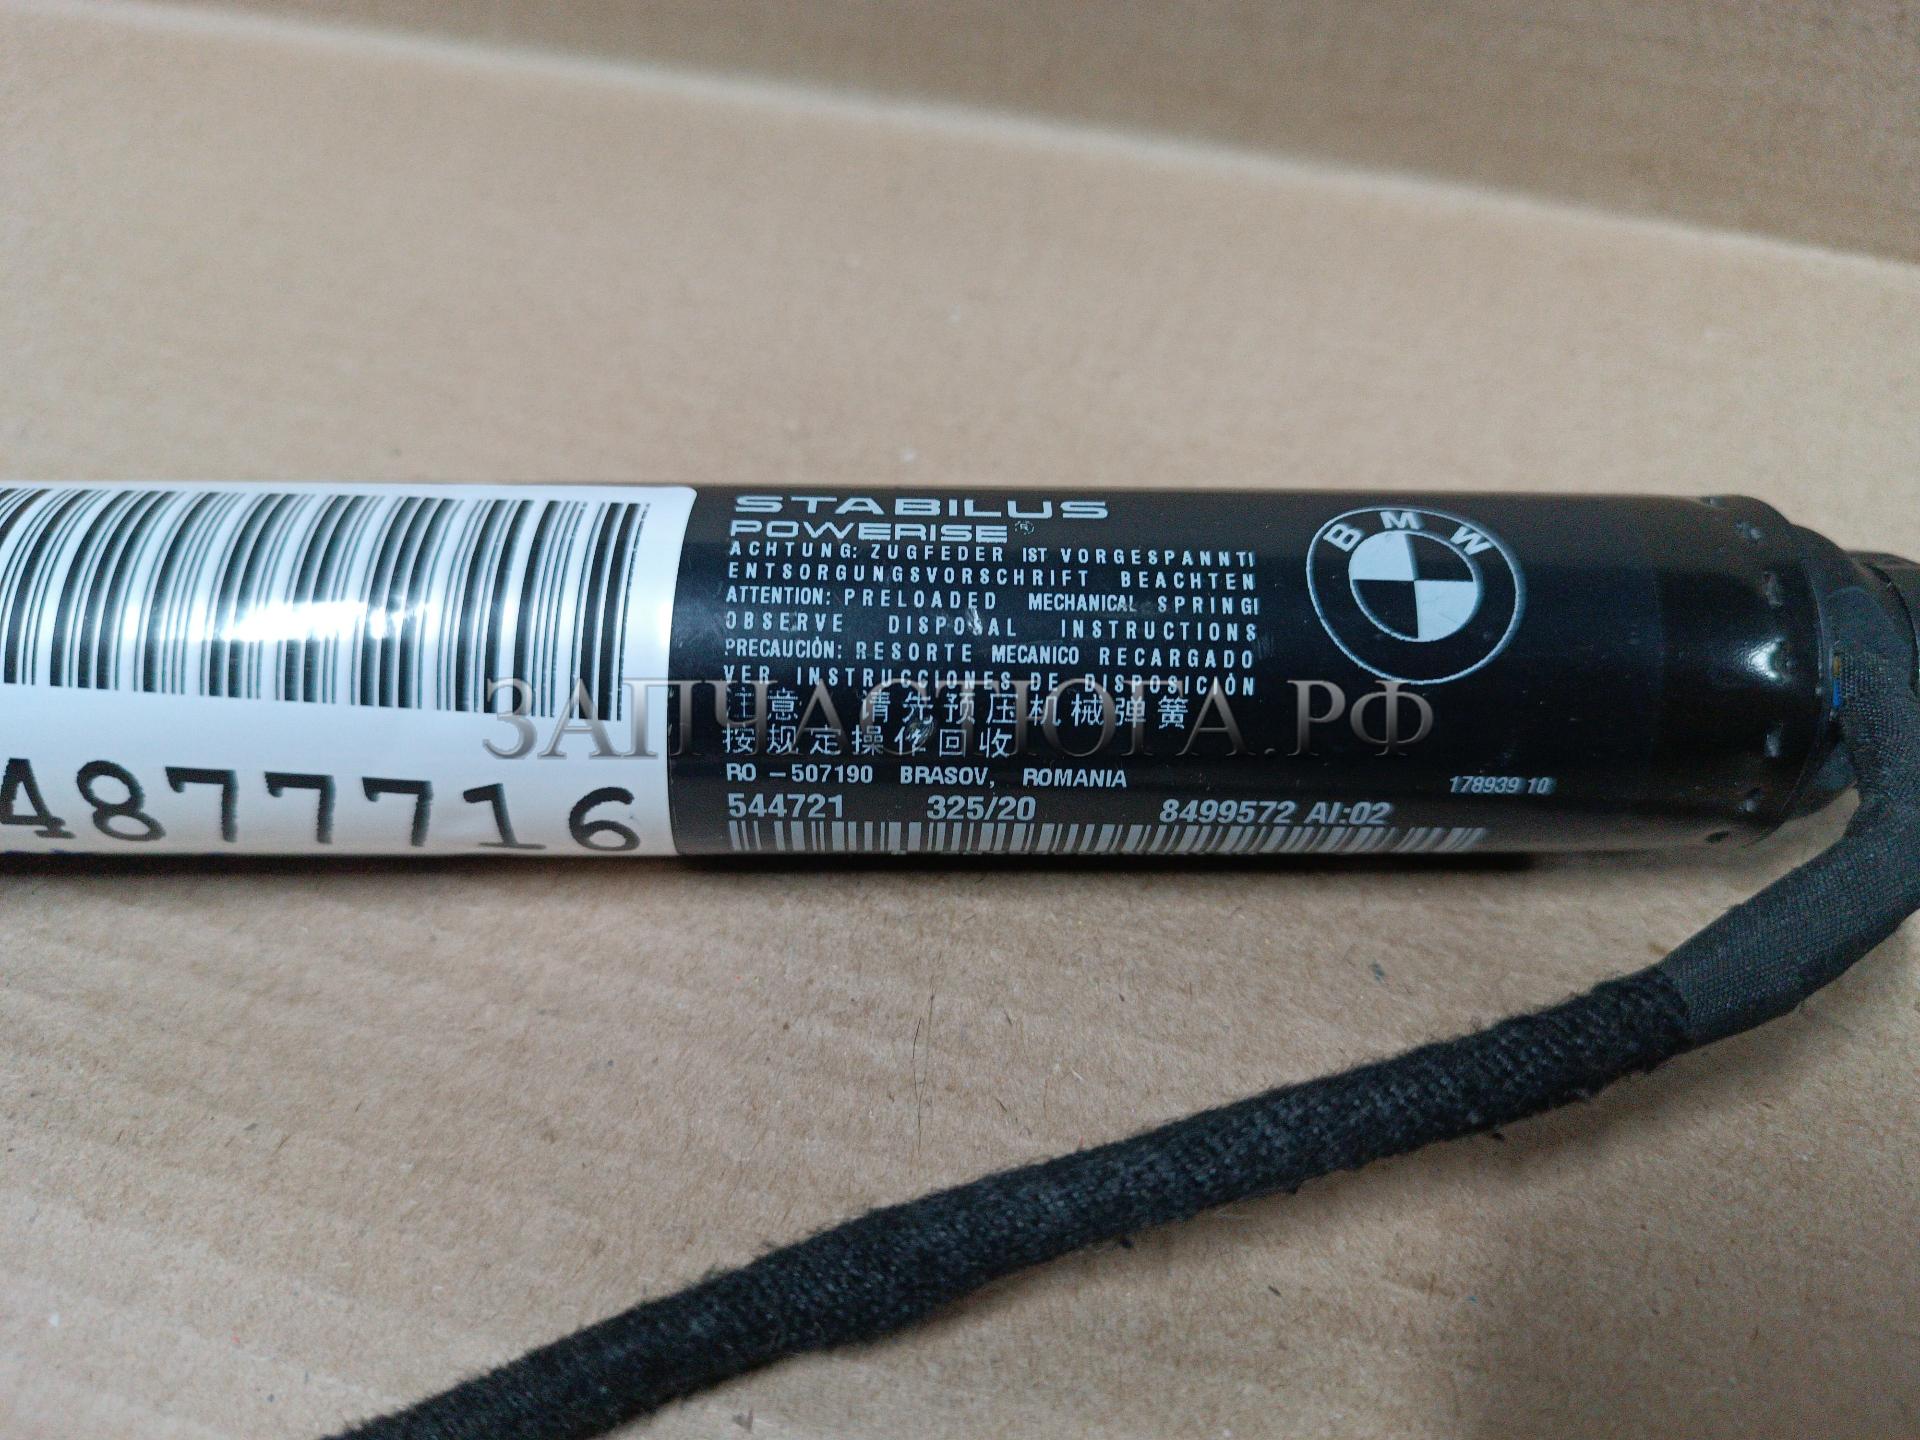 STABILUS
POWERISE®
ACHTUNG: ZUGFEDER IST VORGESPANNT!
ENTSORGUNGSVORSCHRIFT BEACHTEN
ATTENTION: PRELOADED MECHANICAL SPRING!
OBSERVE DISPOSAL INSTRUCTIONS
PRECAUCIÓN: RESORTE MECANICO RECARGADO
VER INSTRUCCIONES DE DISPOSICIÓN
注意 请先预压机械弹簧
按规定操作回收
RO -507190 BRASOV, ROMANIA
544721 325/20 8499572 AI:02
178939 10
BMW
4877716
ЗАПЧАСТЮГА.РФ